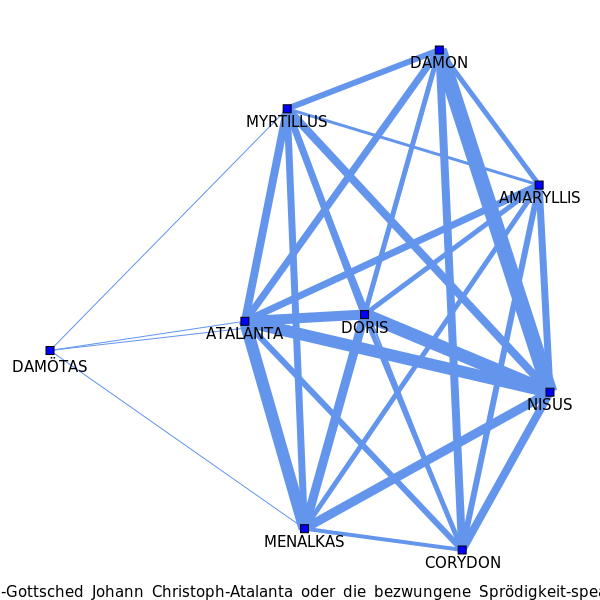 DAMON
MYRTILLUS
AMARYLLIS
ATALANTA
DORIS
DAMÖTAS
NISUS
MENALKAS
CORYDON
-Gottsched Johann Christoph-Atalanta oder die bezwungene Sprödigkeit-spea